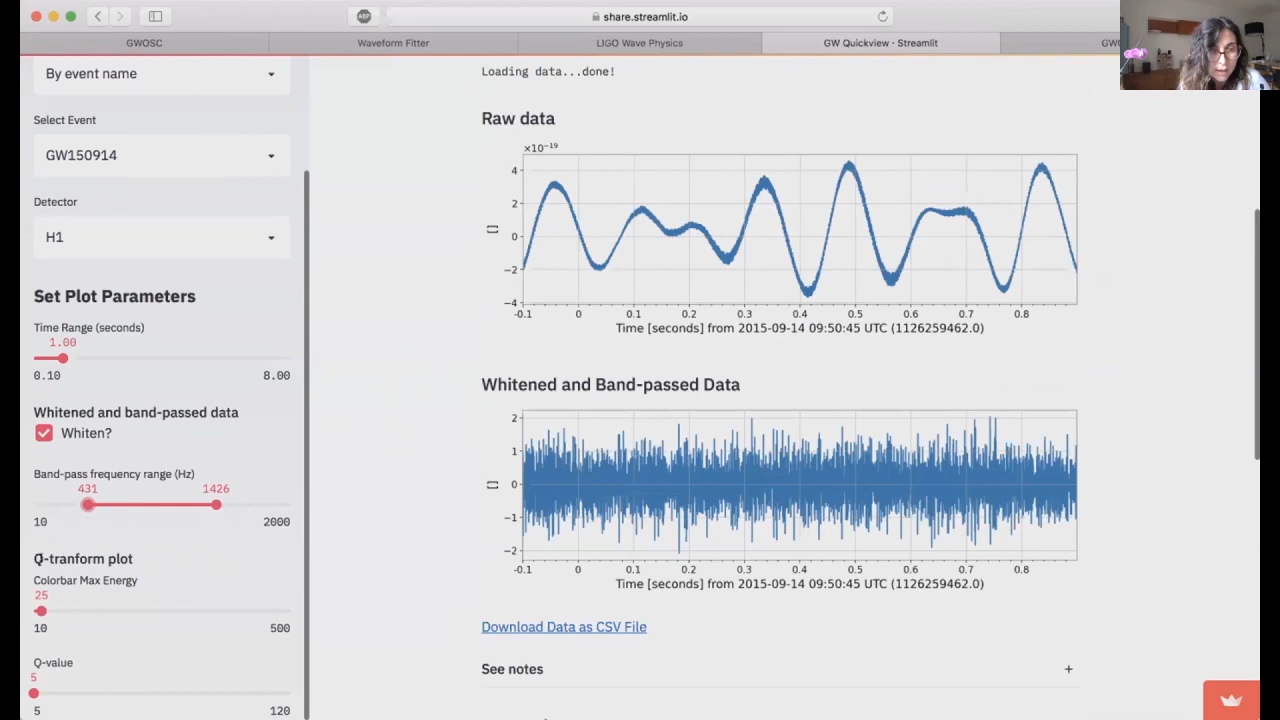 ABP
share.streamlit.io
GWOSC
Waveform Fitter
LIGO Wave Physics
GW Quickview · Streamlit
By event name
Select Event
GW150914
Detector
H1
Set Plot Parameters
Time Range (seconds)
1.00
0.10 8.00
Whitened and band-passed data
Whiten?
Band-pass frequency range (Hz)
431 1426
10 2000
Q-tranform plot
Colorbar Max Energy
25
10 500
Q-value
5
5 120
Loading data...done!
Raw data
×10⁻¹⁹
4
2
0
−2
−4
[]
-0.1 0 0.1 0.2 0.3 0.4 0.5 0.6 0.7 0.8
Time [seconds] from 2015-09-14 09:50:45 UTC (1126259462.0)
Whitened and Band-passed Data
2
1
0
−1
−2
[]
-0.1 0 0.1 0.2 0.3 0.4 0.5 0.6 0.7 0.8
Time [seconds] from 2015-09-14 09:50:45 UTC (1126259462.0)
Download Data as CSV File
See notes +